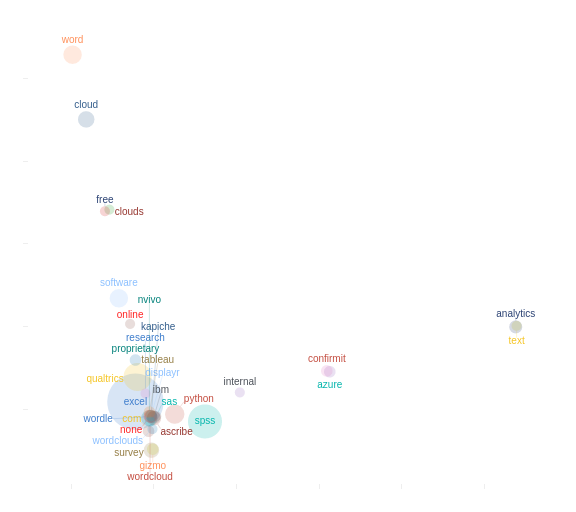 word
cloud
free
clouds
software
nvivo
online
kapiche
research
proprietary
tableau
displayr
qualtrics
ibm
excel
sas
python
internal
confirmit
azure
analytics
text
wordle
com
spss
none
ascribe
wordclouds
survey
gizmo
wordcloud